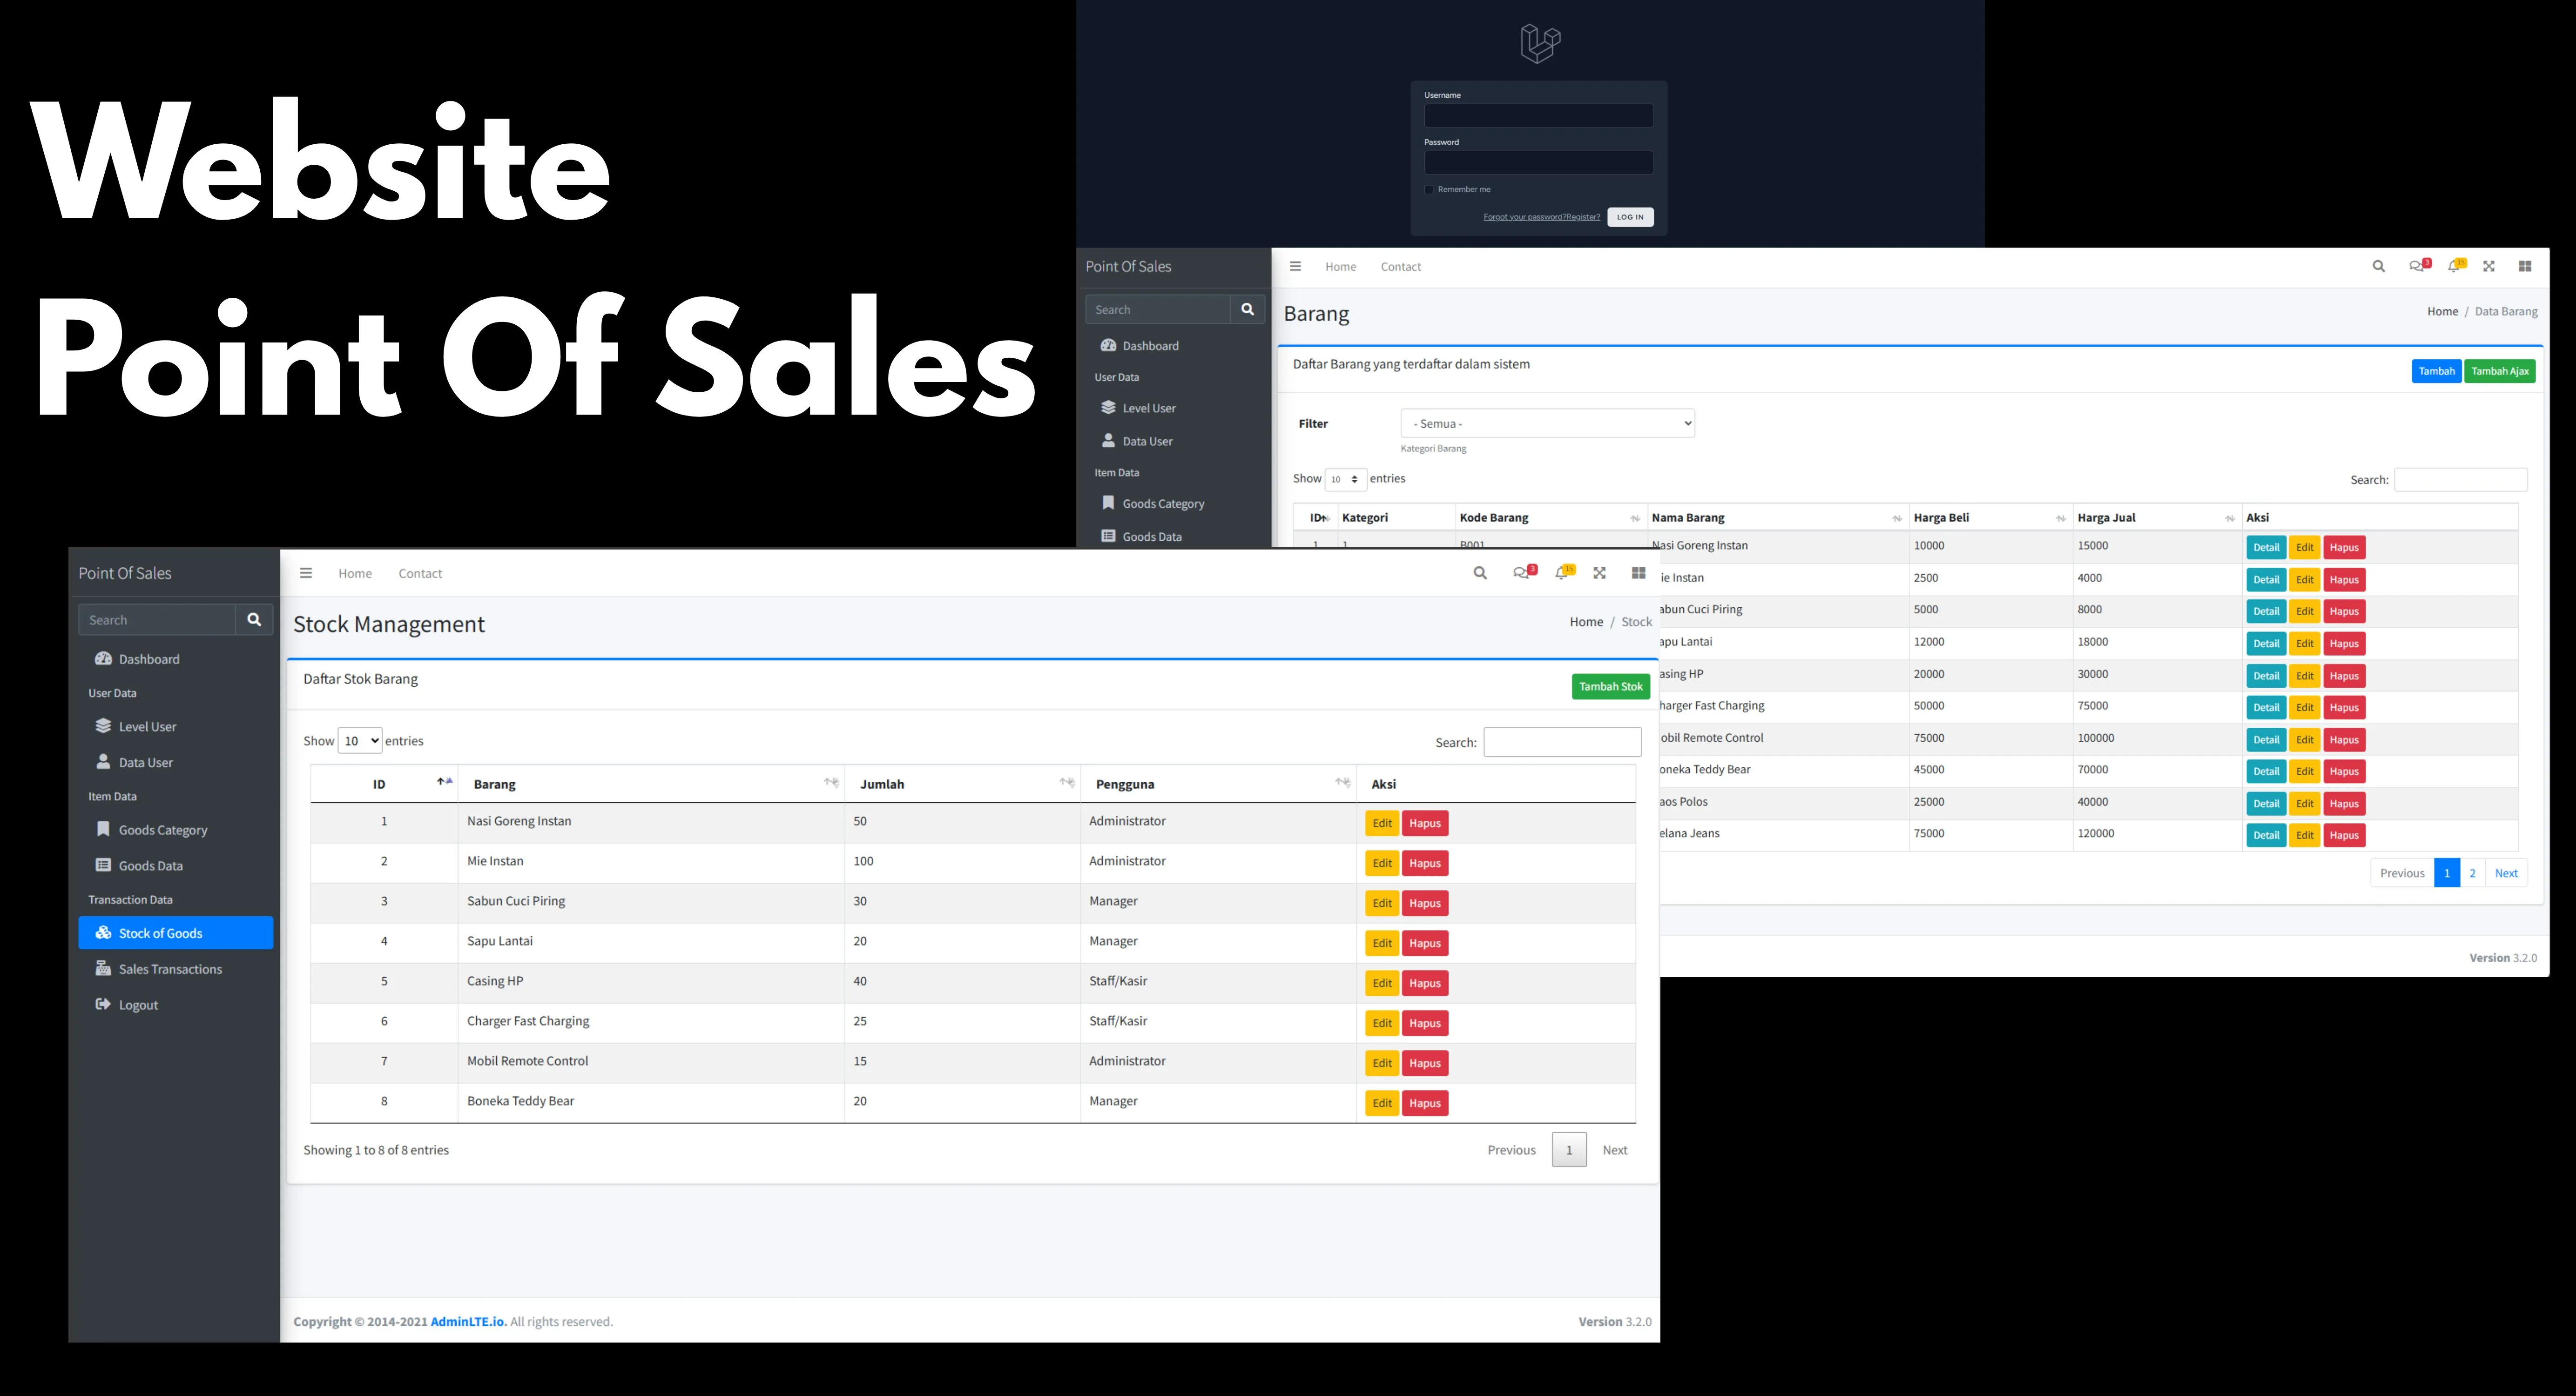 Website
Point Of Sales
Username
Password
Remember me
Forgot your password?Register? LOG IN
Point Of Sales
Home Contact
3 15
Search
Barang
Home / Data Barang
Dashboard
User Data
Level User
Data User
Item Data
Goods Category
Goods Data
Daftar Barang yang terdaftar dalam sistem
Tambah Tambah Ajax
Filter - Semua -
Kategori Barang
Show 10 entries Search:
ID Kategori Kode Barang Nama Barang Harga Beli Harga Jual Aksi
1 1 B001 Nasi Goreng Instan 10000 15000 Detail Edit Hapus
ie Instan 2500 4000 Detail Edit Hapus
abun Cuci Piring 5000 8000 Detail Edit Hapus
apu Lantai 12000 18000 Detail Edit Hapus
asing HP 20000 30000 Detail Edit Hapus
harger Fast Charging 50000 75000 Detail Edit Hapus
obil Remote Control 75000 100000 Detail Edit Hapus
oneka Teddy Bear 45000 70000 Detail Edit Hapus
aos Polos 25000 40000 Detail Edit Hapus
elana Jeans 75000 120000 Detail Edit Hapus
Previous 1 2 Next
Version 3.2.0
Point Of Sales
Home Contact
3 15
Search
Dashboard
User Data
Level User
Data User
Item Data
Goods Category
Goods Data
Transaction Data
Stock of Goods
Sales Transactions
Logout
Stock Management
Home / Stock
Daftar Stok Barang
Tambah Stok
Show 10 entries Search:
ID Barang Jumlah Pengguna Aksi
1 Nasi Goreng Instan 50 Administrator Edit Hapus
2 Mie Instan 100 Administrator Edit Hapus
3 Sabun Cuci Piring 30 Manager Edit Hapus
4 Sapu Lantai 20 Manager Edit Hapus
5 Casing HP 40 Staff/Kasir Edit Hapus
6 Charger Fast Charging 25 Staff/Kasir Edit Hapus
7 Mobil Remote Control 15 Administrator Edit Hapus
8 Boneka Teddy Bear 20 Manager Edit Hapus
Showing 1 to 8 of 8 entries
Previous 1 Next
Copyright © 2014-2021 AdminLTE.io. All rights reserved.
Version 3.2.0